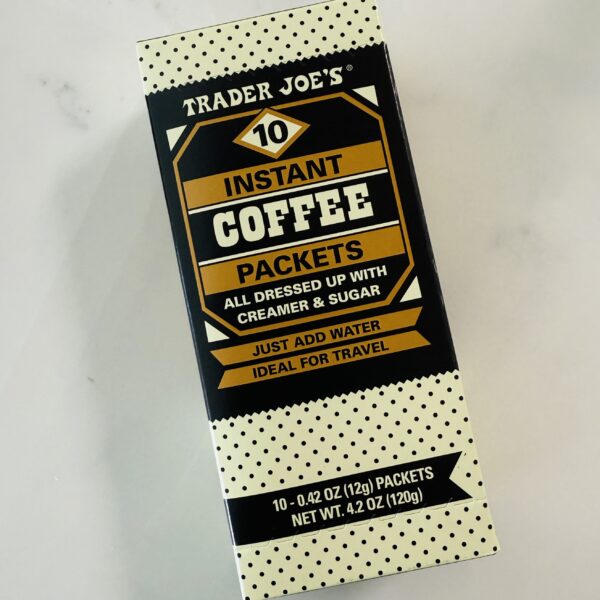 TRADER JOE'S®
10
INSTANT
COFFEE
PACKETS
ALL DRESSED UP WITH
CREAMER & SUGAR
JUST ADD WATER
IDEAL FOR TRAVEL
10 - 0.42 OZ (12g) PACKETS
NET WT. 4.2 OZ (120g)